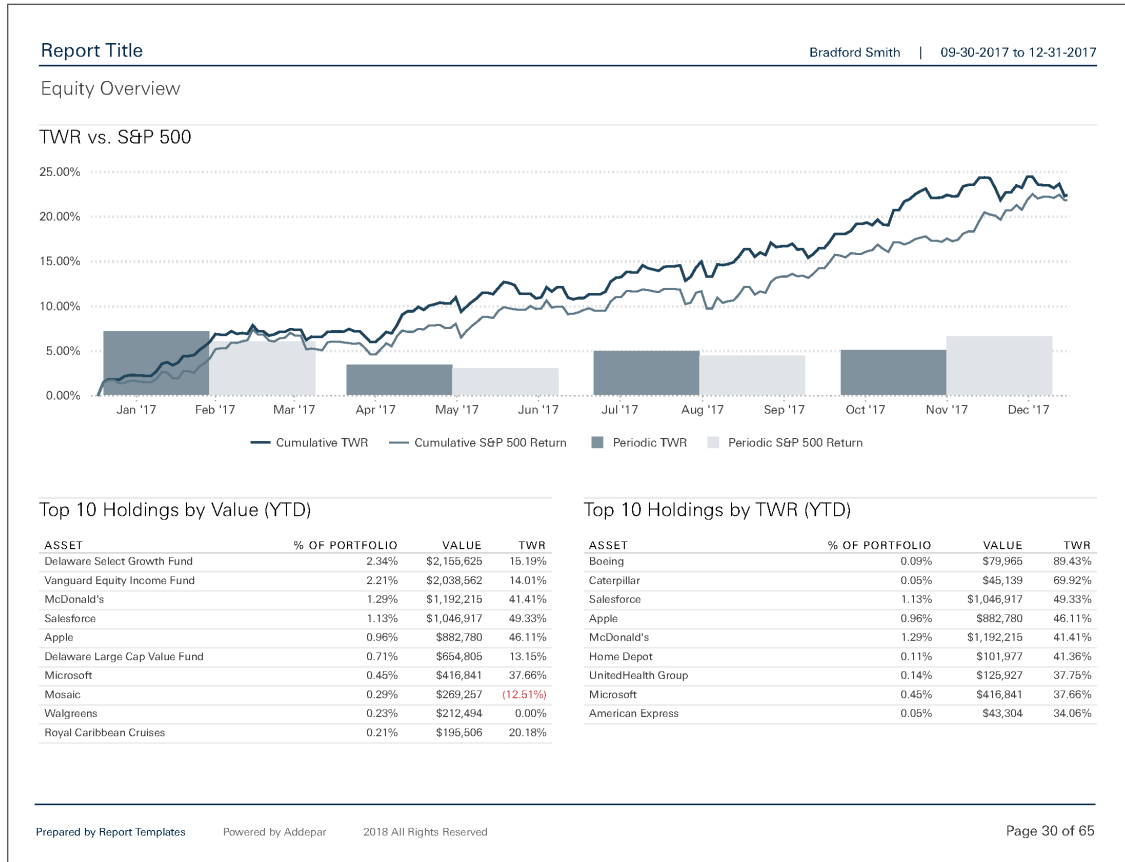 Report Title
Bradford Smith | 09-30-2017 to 12-31-2017
Equity Overview
TWR vs. S&P 500
25.00%
20.00%
15.00%
10.00%
5.00%
0.00%
Jan '17 Feb '17 Mar '17 Apr '17 May '17 Jun '17 Jul '17 Aug '17 Sep '17 Oct '17 Nov '17 Dec '17
Cumulative TWR Cumulative S&P 500 Return Periodic TWR Periodic S&P 500 Return
Top 10 Holdings by Value (YTD)
ASSET % OF PORTFOLIO VALUE TWR
Delaware Select Growth Fund 2.34% $2,155,625 15.19%
Vanguard Equity Income Fund 2.21% $2,038,562 14.01%
McDonald's 1.29% $1,192,215 41.41%
Salesforce 1.13% $1,046,917 49.33%
Apple 0.96% $882,780 46.11%
Delaware Large Cap Value Fund 0.71% $654,805 13.15%
Microsoft 0.45% $416,841 37.66%
Mosaic 0.29% $269,257 (12.51%)
Walgreens 0.23% $212,494 0.00%
Royal Caribbean Cruises 0.21% $195,506 20.18%
Top 10 Holdings by TWR (YTD)
ASSET % OF PORTFOLIO VALUE TWR
Boeing 0.09% $79,965 89.43%
Caterpillar 0.05% $45,139 69.92%
Salesforce 1.13% $1,046,917 49.33%
Apple 0.96% $882,780 46.11%
McDonald's 1.29% $1,192,215 41.41%
Home Depot 0.11% $101,977 41.36%
UnitedHealth Group 0.14% $125,927 37.75%
Microsoft 0.45% $416,841 37.66%
American Express 0.05% $43,304 34.06%
Prepared by Report Templates Powered by Addepar 2018 All Rights Reserved
Page 30 of 65